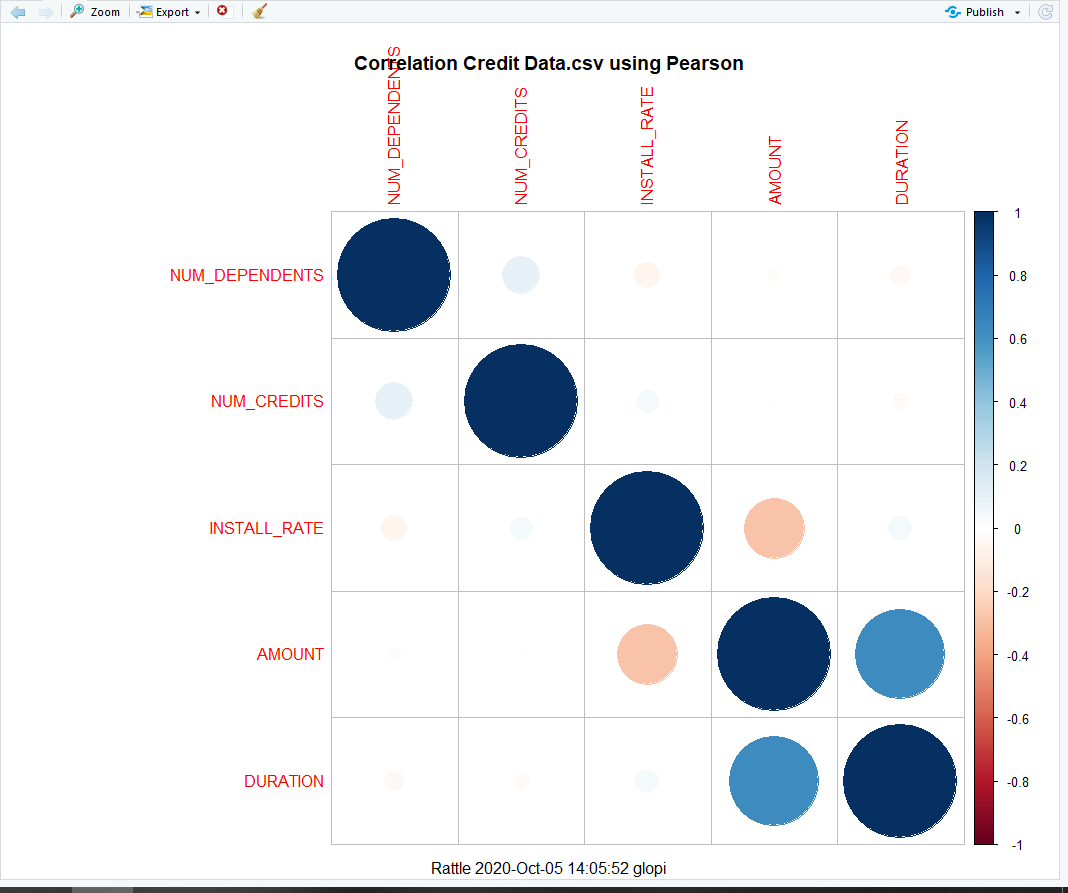 Zoom Export Publish
Correlation Credit Data.csv using Pearson
NUM_DEPENDENTS
NUM_CREDITS
INSTALL_RATE
AMOUNT
DURATION
NUM_DEPENDENTS
NUM_CREDITS
INSTALL_RATE
AMOUNT
DURATION
1
0.8
0.6
0.4
0.2
0
-0.2
-0.4
-0.6
-0.8
-1
Rattle 2020-Oct-05 14:05:52 glopi